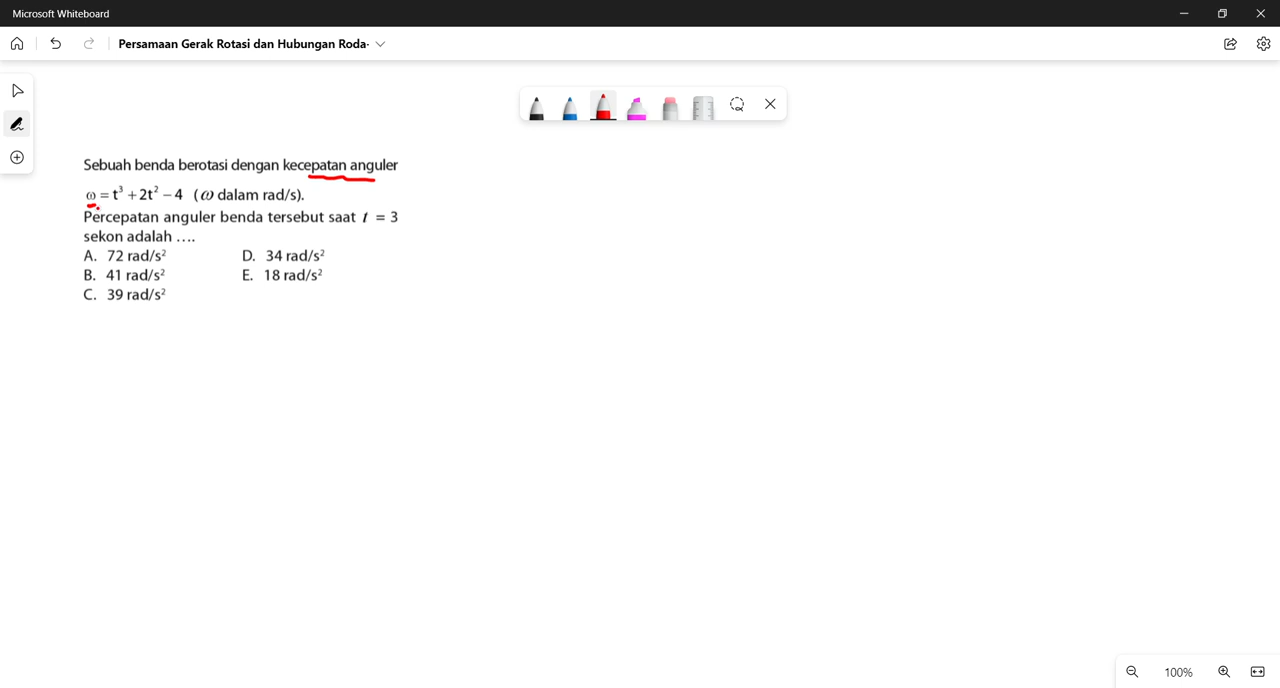 Microsoft Whiteboard
Persamaan Gerak Rotasi dan Hubungan Roda-
Sebuah benda berotasi dengan kecepatan anguler
ω = t³ + 2t² − 4 (ω dalam rad/s).
Percepatan anguler benda tersebut saat t = 3
sekon adalah ....
A. 72 rad/s² D. 34 rad/s²
B. 41 rad/s² E. 18 rad/s²
C. 39 rad/s²
100%